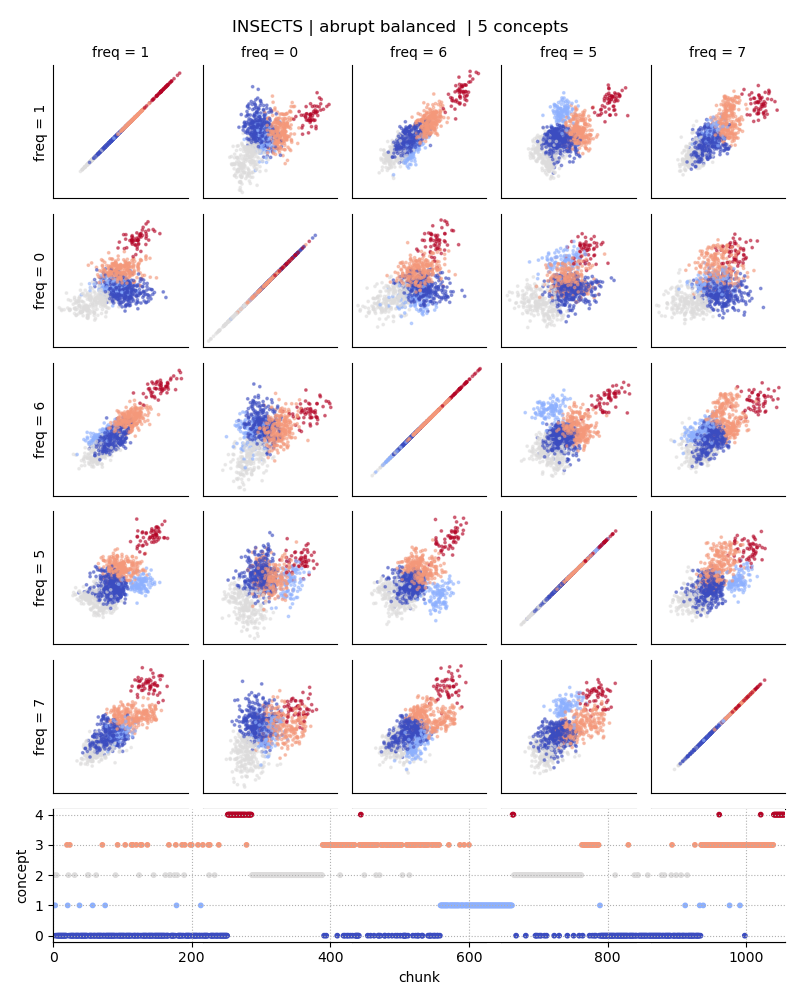 INSECTS | abrupt balanced | 5 concepts
freq = 1 freq = 0 freq = 6 freq = 5 freq = 7
freq = 1
freq = 0
freq = 6
freq = 5
freq = 7
4
3
2
1
0
concept
0 200 400 600 800 1000
chunk